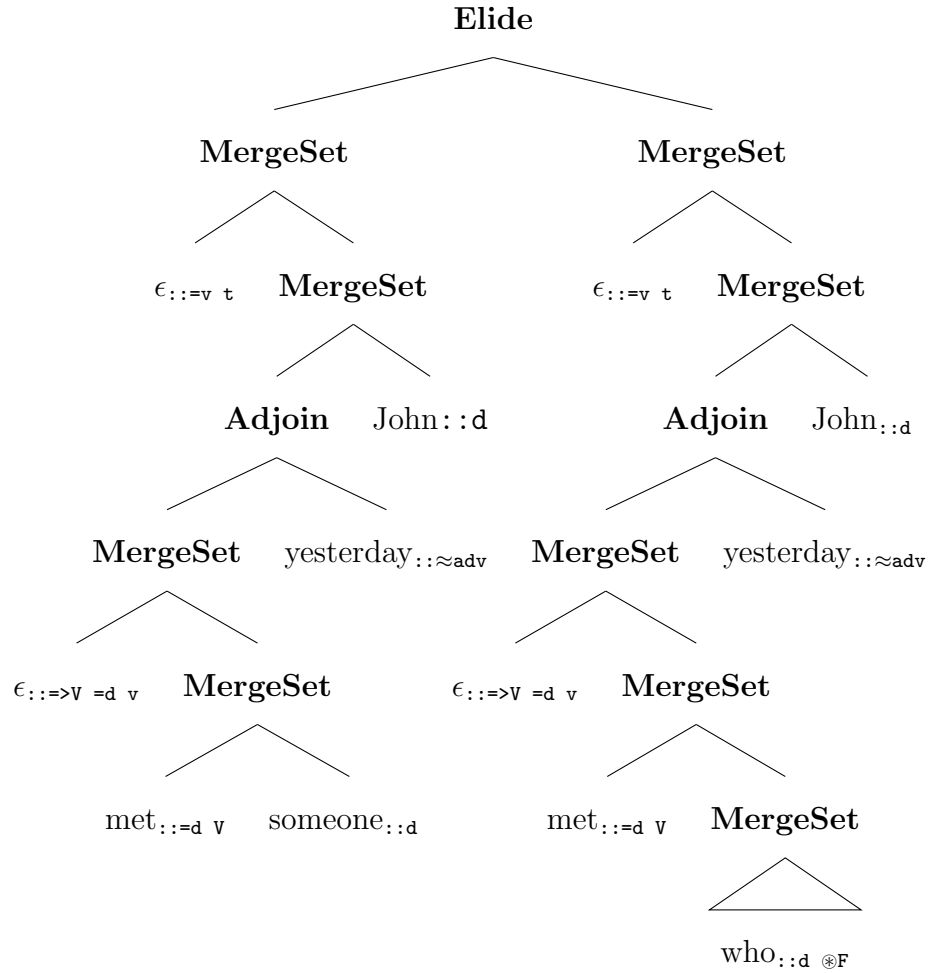 Elide
MergeSet MergeSet
ϵ::=v t MergeSet ϵ::=v t MergeSet
Adjoin John::d Adjoin John::d
MergeSet yesterday::≈adv MergeSet yesterday::≈adv
ϵ::=>V =d v MergeSet ϵ::=>V =d v MergeSet
met::=d V someone::d met::=d V MergeSet
who::d ⊛F